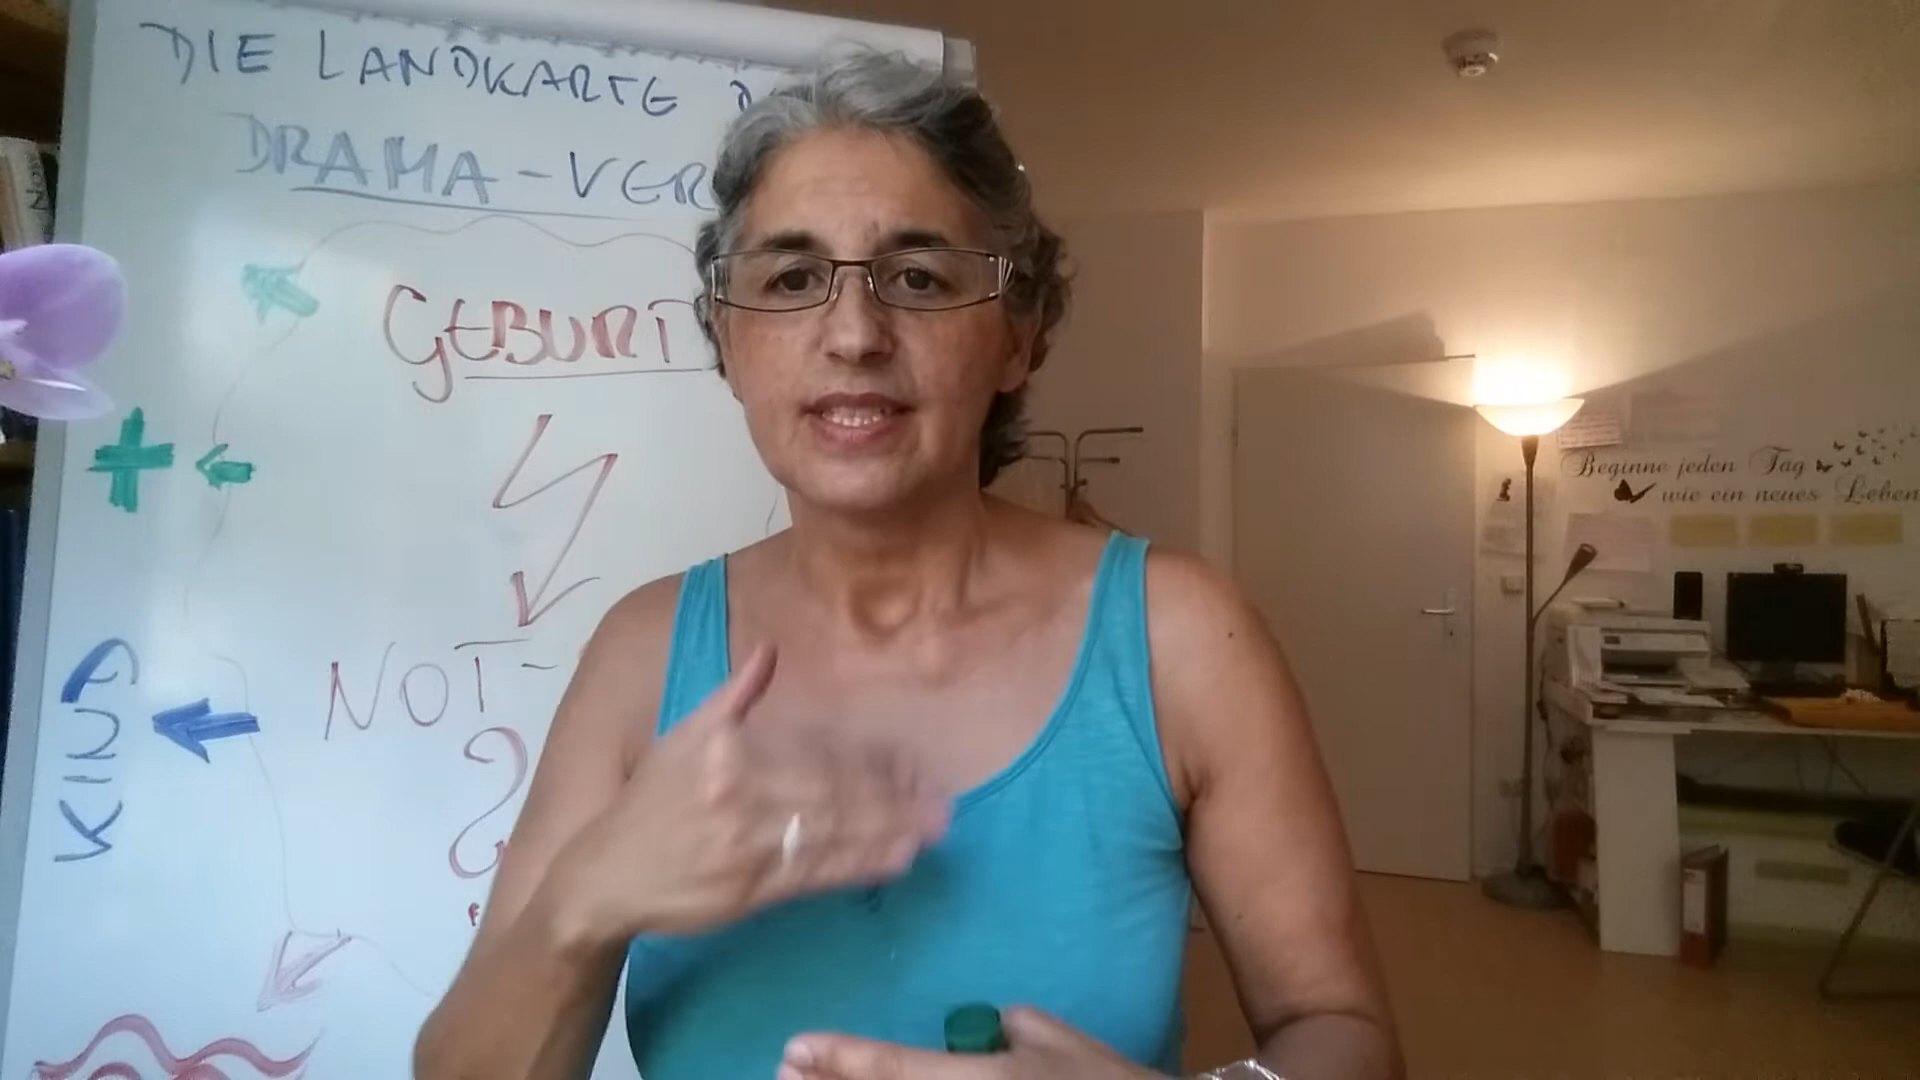 DIE LANDKARTE
DRAMA-VER
GEBURT
NOT-
KIND
Beginne jeden Tag
wie ein neues Leben